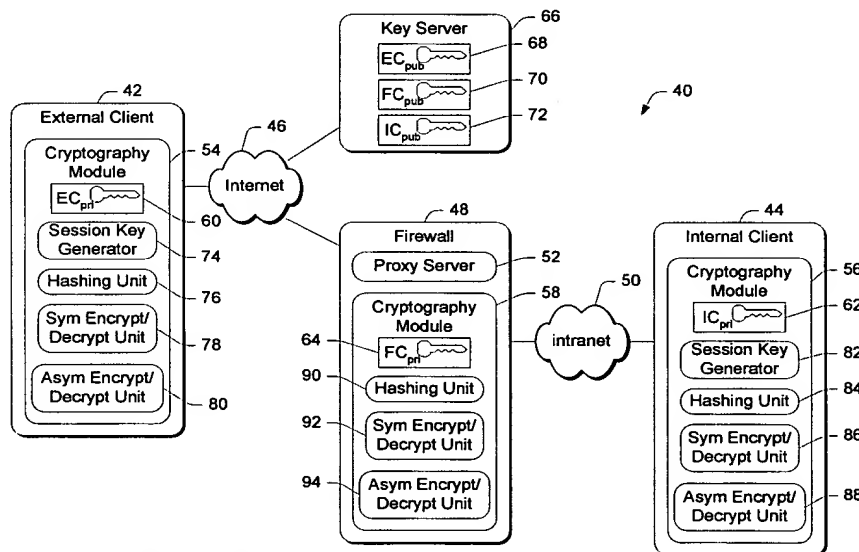 66
Key Server
EC pub
68
FC pub
70
IC pub
72
40
42
External Client
Cryptography
Module
54
EC pri
60
Session Key
Generator
74
Hashing Unit
76
Sym Encrypt/
Decrypt Unit
78
Asym Encrypt/
Decrypt Unit
80
46
Internet
48
Firewall
Proxy Server
52
Cryptography
Module
58
64
FC pri
90
Hashing Unit
92
Sym Encrypt/
Decrypt Unit
94
Asym Encrypt/
Decrypt Unit
50
intranet
44
Internal Client
Cryptography
Module
56
IC pri
62
Session Key
Generator
82
Hashing Unit
84
Sym Encrypt/
Decrypt Unit
86
Asym Encrypt/
Decrypt Unit
88